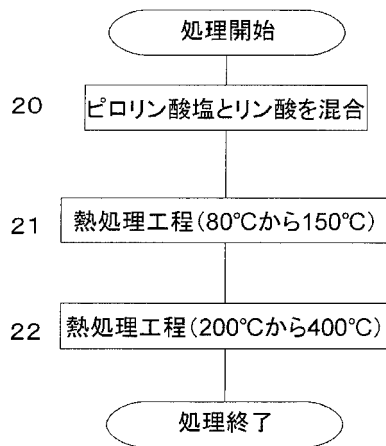 処理開始
20 ピロリン酸塩とリン酸を混合
21 熱処理工程(80℃から150℃)
22 熱処理工程(200℃から400℃)
処理終了